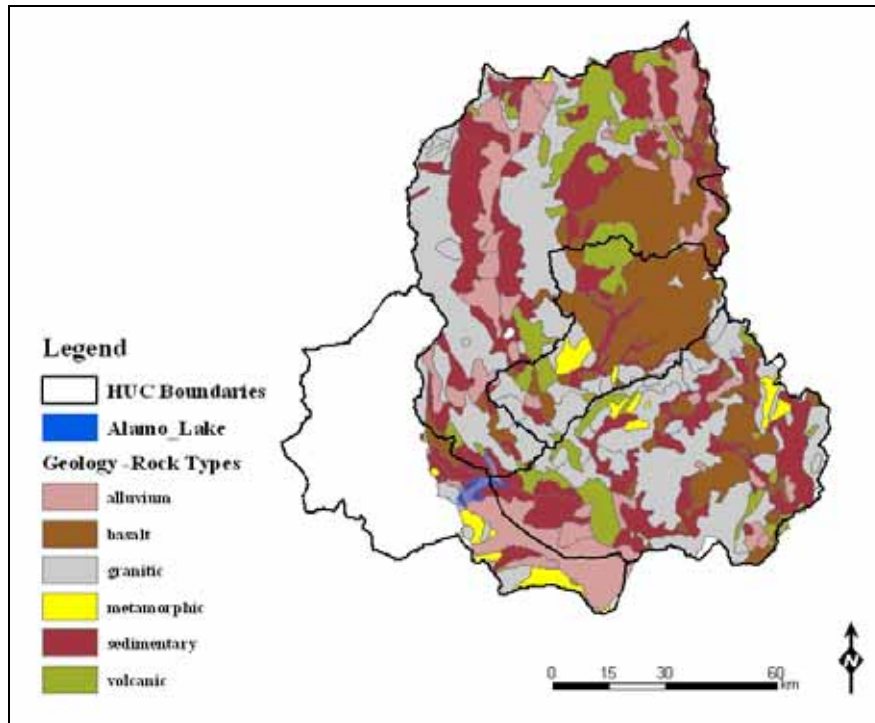 Legend
HUC Boundaries
Alamo_Lake
Geology -Rock Types
alluvium
basalt
granitic
metamorphic
sedimentary
volcanic
N
0 15 30 60
km